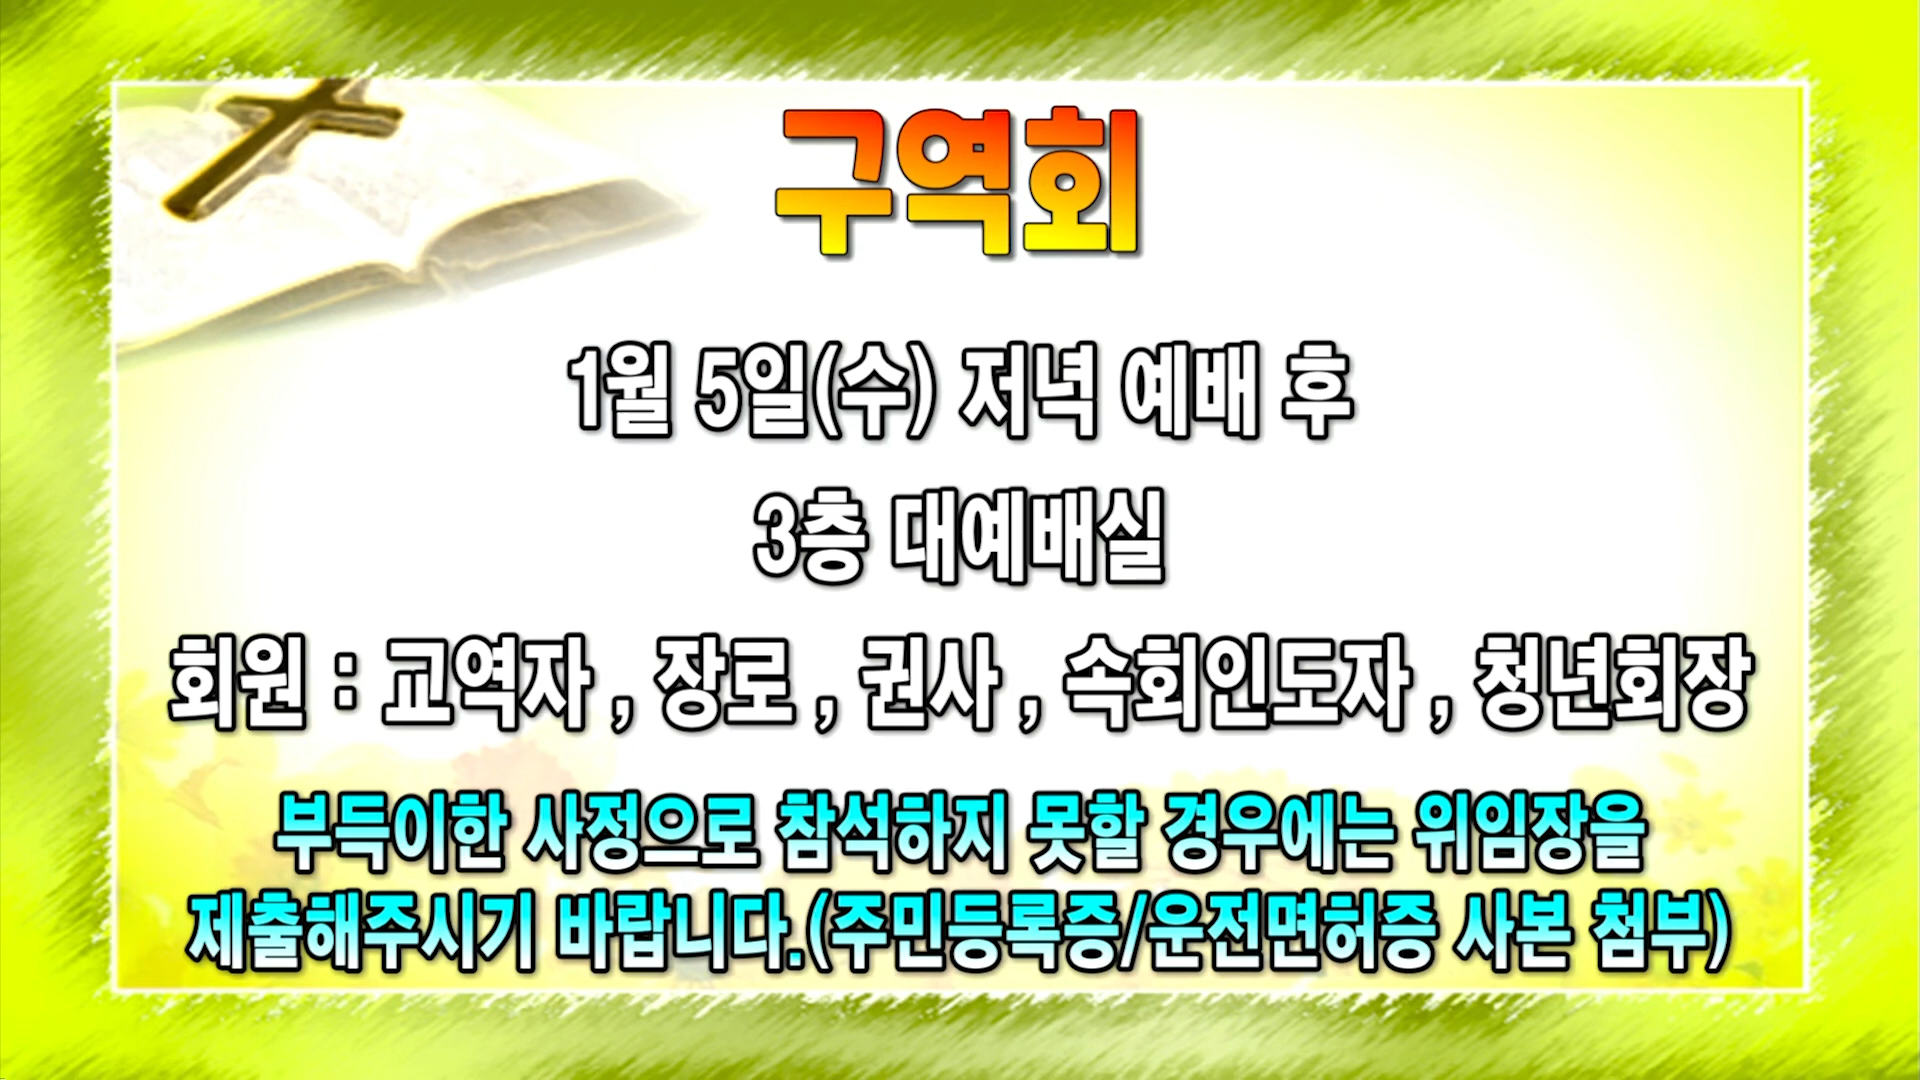 구역회
1월 5일(수) 저녁 예배 후
3층 대예배실
회원 : 교역자 , 장로 , 권사 , 속회인도자 , 청년회장
부득이한 사정으로 참석하지 못할 경우에는 위임장을
제출해주시기 바랍니다.(주민등록증/운전면허증 사본 첨부)